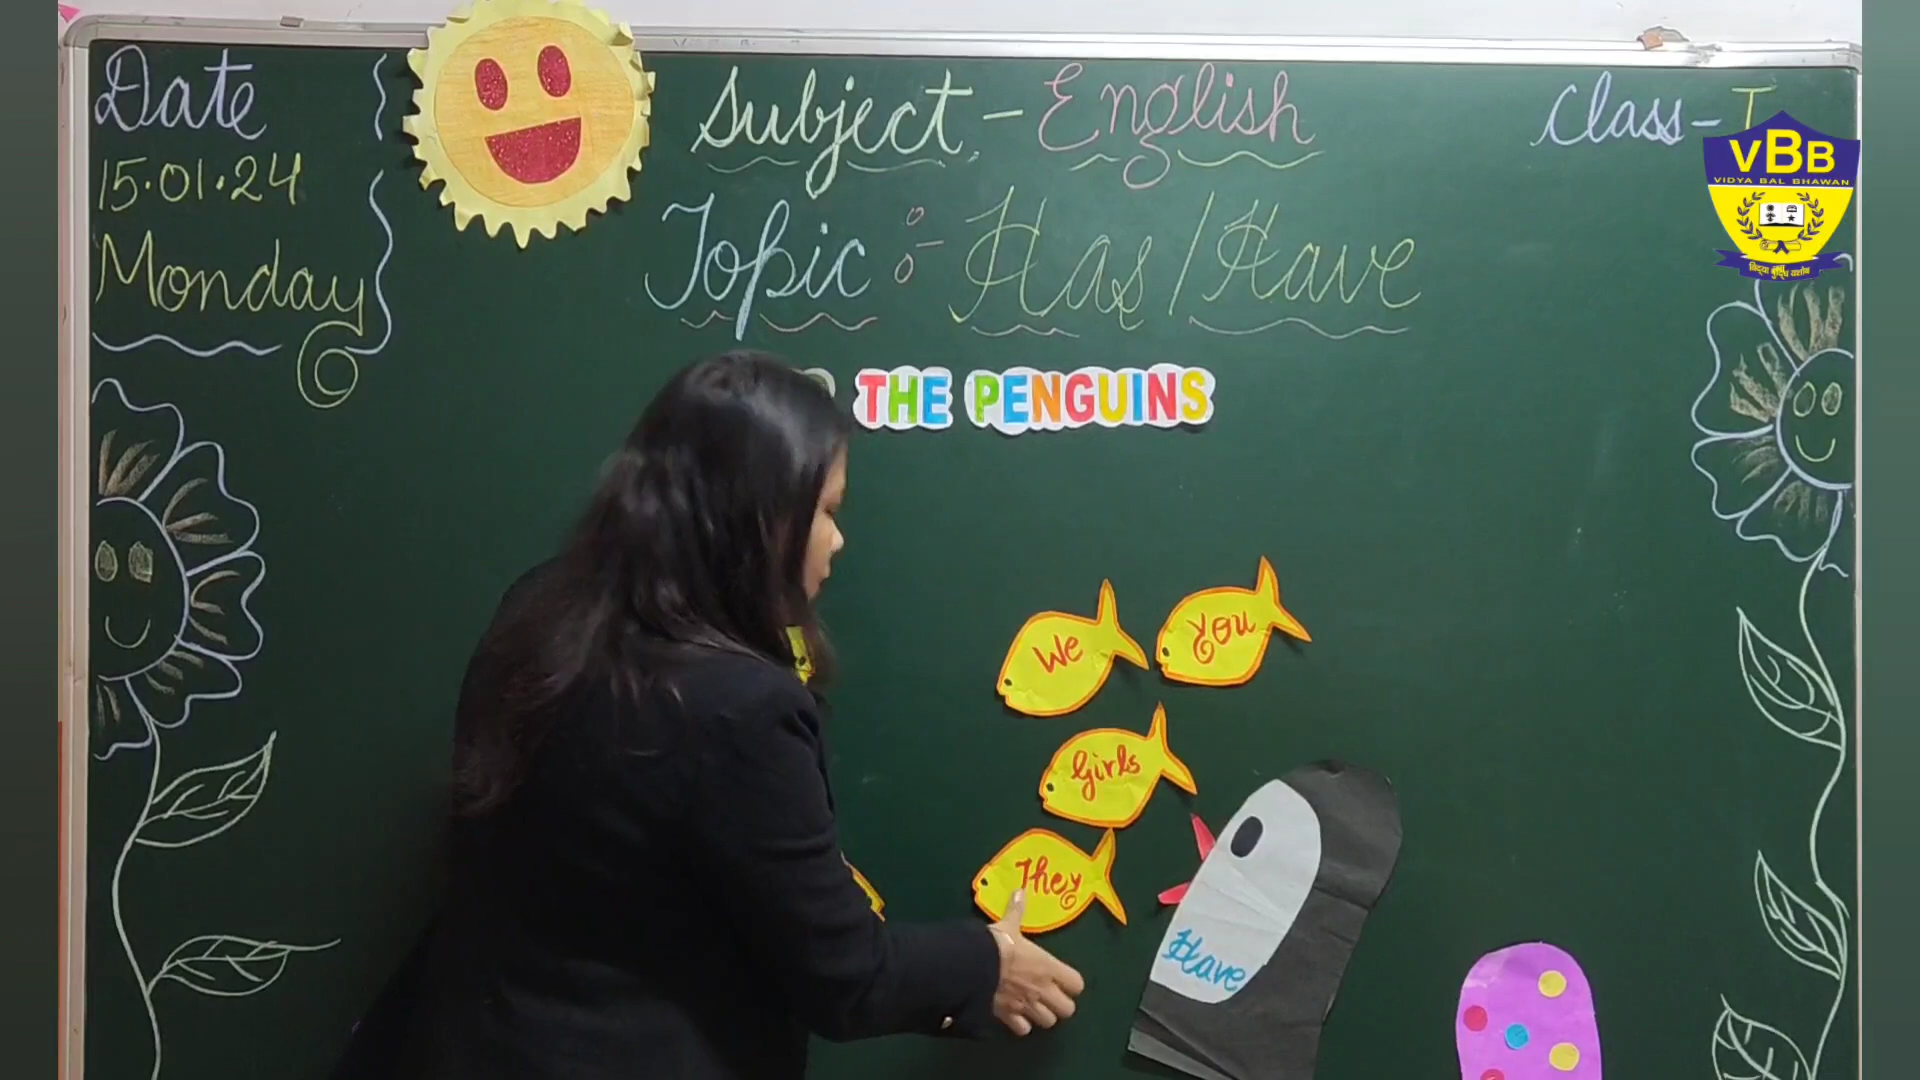 Date
15.01.24
Monday
Subject - English
Topic :- Has/Have
Class - I
VBB
VIDYA BAL BHAWAN
THE PENGUINS
We
You
Girls
They
Have